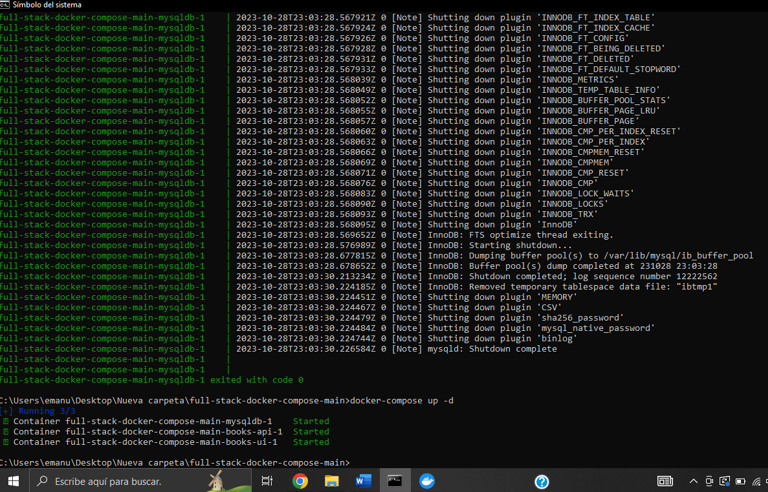 Símbolo del sistema
full-stack-docker-compose-main-mysqldb-1 | 2023-10-28T23:03:28.567921Z 0 [Note] Shutting down plugin 'INNODB_FT_INDEX_TABLE'
full-stack-docker-compose-main-mysqldb-1 | 2023-10-28T23:03:28.567924Z 0 [Note] Shutting down plugin 'INNODB_FT_INDEX_CACHE'
full-stack-docker-compose-main-mysqldb-1 | 2023-10-28T23:03:28.567926Z 0 [Note] Shutting down plugin 'INNODB_FT_CONFIG'
full-stack-docker-compose-main-mysqldb-1 | 2023-10-28T23:03:28.567928Z 0 [Note] Shutting down plugin 'INNODB_FT_BEING_DELETED'
full-stack-docker-compose-main-mysqldb-1 | 2023-10-28T23:03:28.567931Z 0 [Note] Shutting down plugin 'INNODB_FT_DELETED'
full-stack-docker-compose-main-mysqldb-1 | 2023-10-28T23:03:28.567933Z 0 [Note] Shutting down plugin 'INNODB_FT_DEFAULT_STOPWORD'
full-stack-docker-compose-main-mysqldb-1 | 2023-10-28T23:03:28.568039Z 0 [Note] Shutting down plugin 'INNODB_METRICS'
full-stack-docker-compose-main-mysqldb-1 | 2023-10-28T23:03:28.568049Z 0 [Note] Shutting down plugin 'INNODB_TEMP_TABLE_INFO'
full-stack-docker-compose-main-mysqldb-1 | 2023-10-28T23:03:28.568052Z 0 [Note] Shutting down plugin 'INNODB_BUFFER_POOL_STATS'
full-stack-docker-compose-main-mysqldb-1 | 2023-10-28T23:03:28.568055Z 0 [Note] Shutting down plugin 'INNODB_BUFFER_PAGE_LRU'
full-stack-docker-compose-main-mysqldb-1 | 2023-10-28T23:03:28.568057Z 0 [Note] Shutting down plugin 'INNODB_BUFFER_PAGE'
full-stack-docker-compose-main-mysqldb-1 | 2023-10-28T23:03:28.568060Z 0 [Note] Shutting down plugin 'INNODB_CMP_PER_INDEX_RESET'
full-stack-docker-compose-main-mysqldb-1 | 2023-10-28T23:03:28.568063Z 0 [Note] Shutting down plugin 'INNODB_CMP_PER_INDEX'
full-stack-docker-compose-main-mysqldb-1 | 2023-10-28T23:03:28.568066Z 0 [Note] Shutting down plugin 'INNODB_CMPMEM_RESET'
full-stack-docker-compose-main-mysqldb-1 | 2023-10-28T23:03:28.568069Z 0 [Note] Shutting down plugin 'INNODB_CMPMEM'
full-stack-docker-compose-main-mysqldb-1 | 2023-10-28T23:03:28.568071Z 0 [Note] Shutting down plugin 'INNODB_CMP_RESET'
full-stack-docker-compose-main-mysqldb-1 | 2023-10-28T23:03:28.568076Z 0 [Note] Shutting down plugin 'INNODB_CMP'
full-stack-docker-compose-main-mysqldb-1 | 2023-10-28T23:03:28.568083Z 0 [Note] Shutting down plugin 'INNODB_LOCK_WAITS'
full-stack-docker-compose-main-mysqldb-1 | 2023-10-28T23:03:28.568090Z 0 [Note] Shutting down plugin 'INNODB_LOCKS'
full-stack-docker-compose-main-mysqldb-1 | 2023-10-28T23:03:28.568093Z 0 [Note] Shutting down plugin 'INNODB_TRX'
full-stack-docker-compose-main-mysqldb-1 | 2023-10-28T23:03:28.568095Z 0 [Note] Shutting down plugin 'InnoDB'
full-stack-docker-compose-main-mysqldb-1 | 2023-10-28T23:03:28.569652Z 0 [Note] InnoDB: FTS optimize thread exiting.
full-stack-docker-compose-main-mysqldb-1 | 2023-10-28T23:03:28.576989Z 0 [Note] InnoDB: Starting shutdown...
full-stack-docker-compose-main-mysqldb-1 | 2023-10-28T23:03:28.677815Z 0 [Note] InnoDB: Dumping buffer pool(s) to /var/lib/mysql/ib_buffer_pool
full-stack-docker-compose-main-mysqldb-1 | 2023-10-28T23:03:28.678652Z 0 [Note] InnoDB: Buffer pool(s) dump completed at 231028 23:03:28
full-stack-docker-compose-main-mysqldb-1 | 2023-10-28T23:03:30.213234Z 0 [Note] InnoDB: Shutdown completed; log sequence number 12222562
full-stack-docker-compose-main-mysqldb-1 | 2023-10-28T23:03:30.224185Z 0 [Note] InnoDB: Removed temporary tablespace data file: "ibtmp1"
full-stack-docker-compose-main-mysqldb-1 | 2023-10-28T23:03:30.224451Z 0 [Note] Shutting down plugin 'MEMORY'
full-stack-docker-compose-main-mysqldb-1 | 2023-10-28T23:03:30.224467Z 0 [Note] Shutting down plugin 'CSV'
full-stack-docker-compose-main-mysqldb-1 | 2023-10-28T23:03:30.224479Z 0 [Note] Shutting down plugin 'sha256_password'
full-stack-docker-compose-main-mysqldb-1 | 2023-10-28T23:03:30.224484Z 0 [Note] Shutting down plugin 'mysql_native_password'
full-stack-docker-compose-main-mysqldb-1 | 2023-10-28T23:03:30.224744Z 0 [Note] Shutting down plugin 'binlog'
full-stack-docker-compose-main-mysqldb-1 | 2023-10-28T23:03:30.226584Z 0 [Note] mysqld: Shutdown complete
full-stack-docker-compose-main-mysqldb-1 |
full-stack-docker-compose-main-mysqldb-1 |
full-stack-docker-compose-main-mysqldb-1 exited with code 0
C:\Users\emanu\Desktop\Nueva carpeta\full-stack-docker-compose-main>docker-compose up -d
[+] Running 3/3
Container full-stack-docker-compose-main-mysqldb-1 Started
Container full-stack-docker-compose-main-books-api-1 Started
Container full-stack-docker-compose-main-books-ui-1 Started
C:\Users\emanu\Desktop\Nueva carpeta\full-stack-docker-compose-main>
Escribe aquí para buscar.